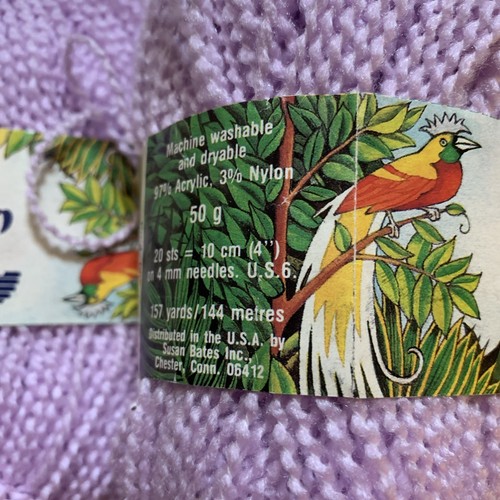 Machine washable
and dryable
97% Acrylic, 3% Nylon
50 g
20 sts = 10 cm (4'')
on 4 mm needles. U.S.6.
157 yards/144 metres
Distributed in the U.S.A. by
Susan Bates Inc.,
Chester, Conn. 06412